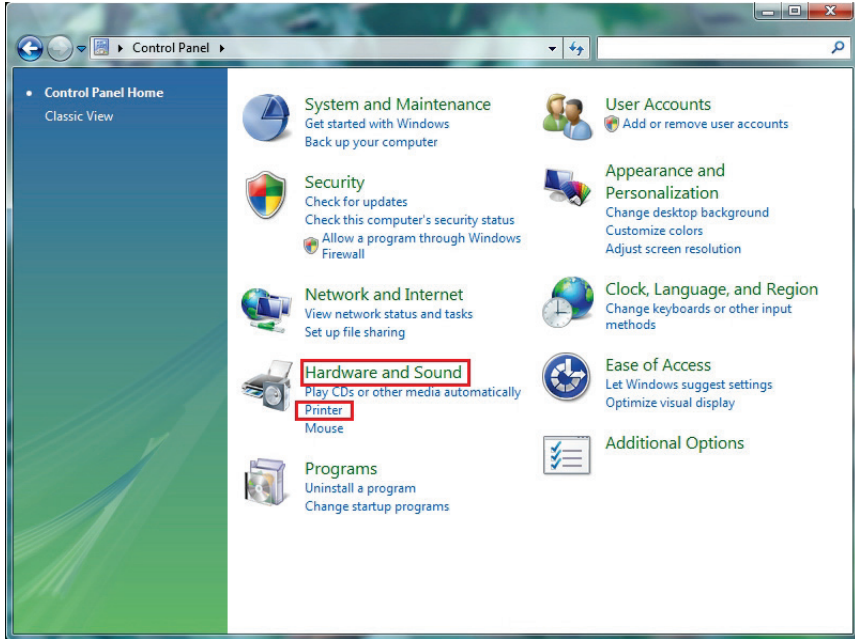 Control Panel
Control Panel Home
Classic View
System and Maintenance
Get started with Windows
Back up your computer
Security
Check for updates
Check this computer's security status
Allow a program through Windows
Firewall
Network and Internet
View network status and tasks
Set up file sharing
Hardware and Sound
Play CDs or other media automatically
Printer
Mouse
Programs
Uninstall a program
Change startup programs
User Accounts
Add or remove user accounts
Appearance and
Personalization
Change desktop background
Customize colors
Adjust screen resolution
Clock, Language, and Region
Change keyboards or other input
methods
Ease of Access
Let Windows suggest settings
Optimize visual display
Additional Options